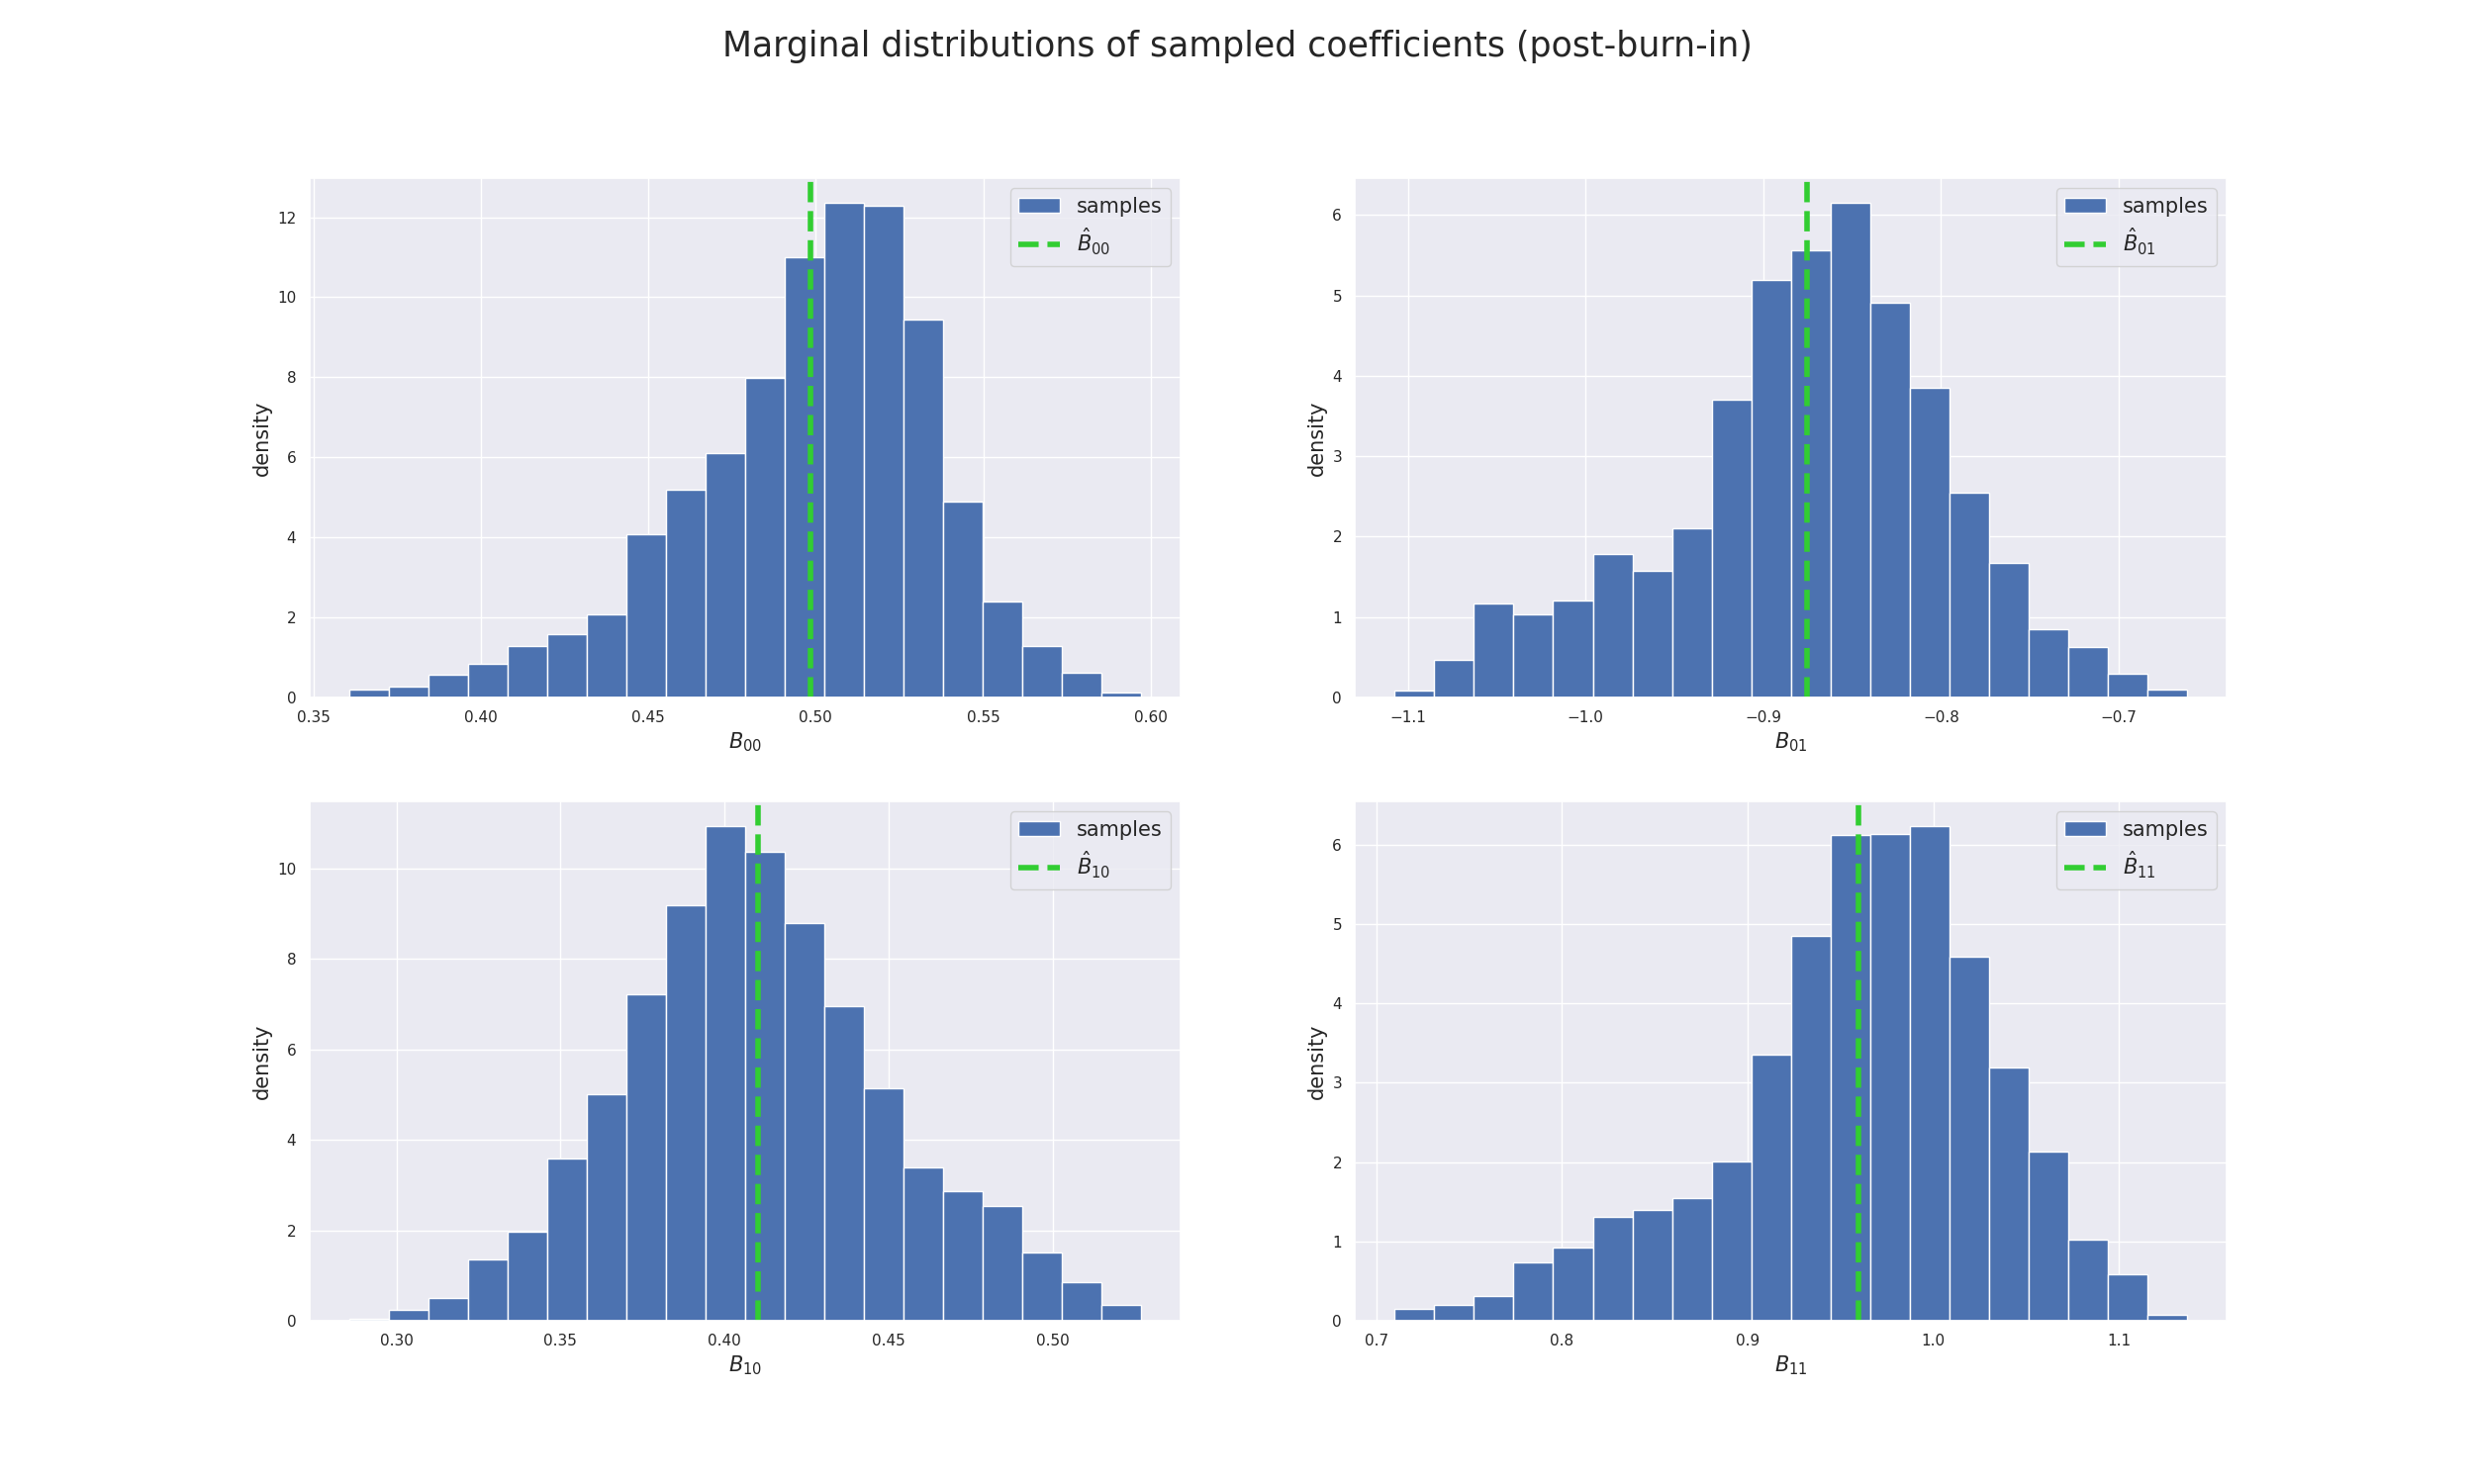 Marginal distributions of sampled coefficients (post-burn-in)
12
10
8
6
4
2
0
density
0.35 0.40 0.45 0.50 0.55 0.60
B₀₀
samples
B̂₀₀
6
5
4
3
2
1
0
density
−1.1 −1.0 −0.9 −0.8 −0.7
B₀₁
samples
B̂₀₁
10
8
6
4
2
0
density
0.30 0.35 0.40 0.45 0.50
B₁₀
samples
B̂₁₀
6
5
4
3
2
1
0
density
0.7 0.8 0.9 1.0 1.1
B₁₁
samples
B̂₁₁